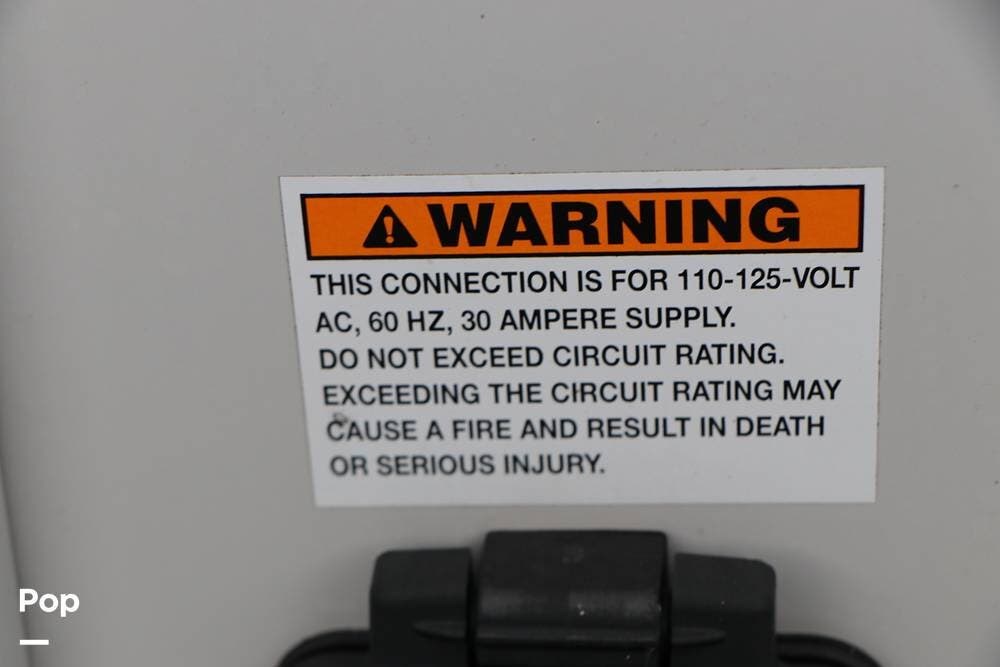 WARNING
THIS CONNECTION IS FOR 110-125-VOLT
AC, 60 HZ, 30 AMPERE SUPPLY.
DO NOT EXCEED CIRCUIT RATING.
EXCEEDING THE CIRCUIT RATING MAY
CAUSE A FIRE AND RESULT IN DEATH
OR SERIOUS INJURY.
Pop